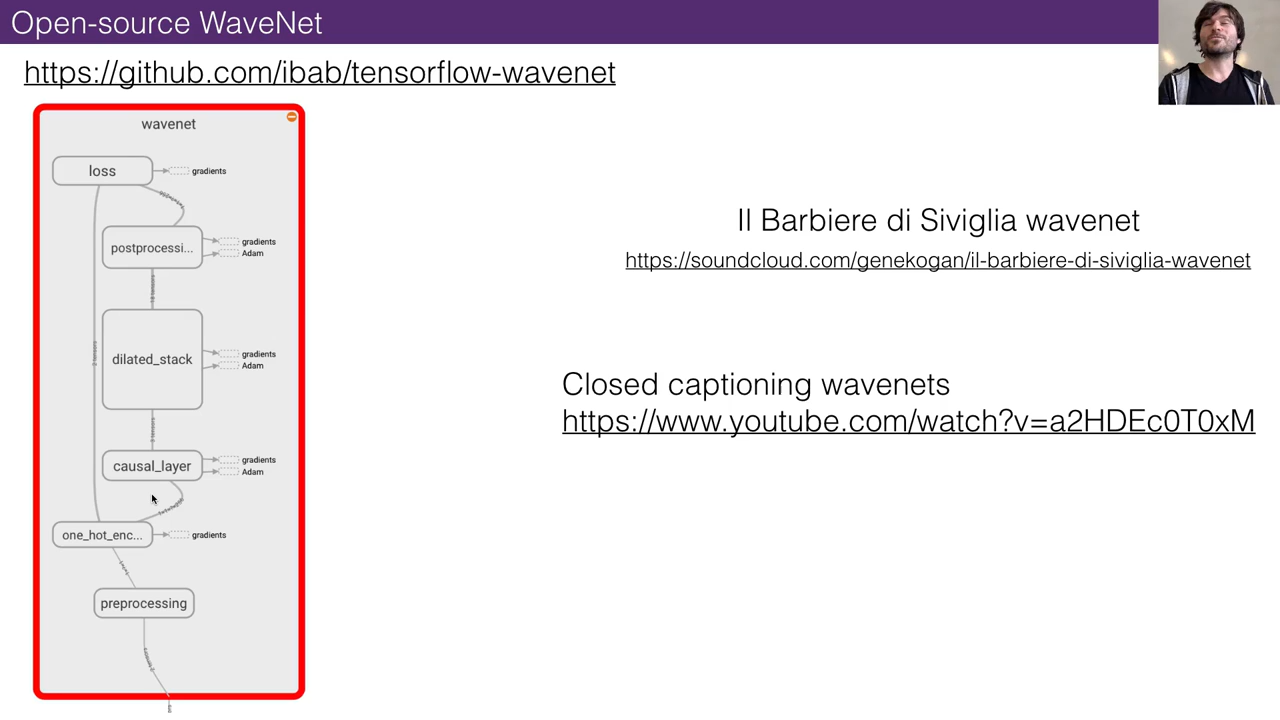 Open-source WaveNet
https://github.com/ibab/tensorflow-wavenet
wavenet
loss
gradients
postprocessi...
gradients
Adam
dilated_stack
gradients
Adam
causal_layer
gradients
Adam
one_hot_enc...
gradients
preprocessing
Il Barbiere di Siviglia wavenet
https://soundcloud.com/genekogan/il-barbiere-di-siviglia-wavenet
Closed captioning wavenets
https://www.youtube.com/watch?v=a2HDEc0T0xM